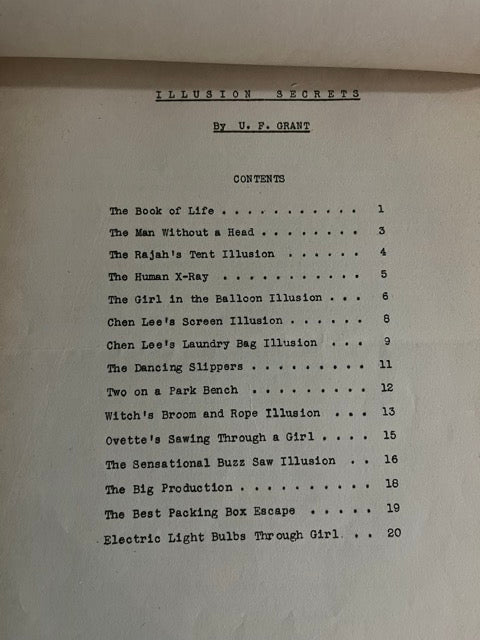 ILLUSION SECRETS
By U. F. GRANT
CONTENTS
The Book of Life . . . . . . . . . . . 1
The Man Without a Head . . . . . . . . 3
The Rajah's Tent Illusion . . . . . . 4
The Human X-Ray . . . . . . . . . . . 5
The Girl in the Balloon Illusion . . . 6
Chen Lee's Screen Illusion . . . . . . 8
Chen Lee's Laundry Bag Illusion . . . 9
The Dancing Slippers . . . . . . . . . 11
Two on a Park Bench . . . . . . . . . 12
Witch's Broom and Rope Illusion . . . 13
Ovette's Sawing Through a Girl . . . . 15
The Sensational Buzz Saw Illusion . . 16
The Big Production . . . . . . . . . . 18
The Best Packing Box Escape . . . . . 19
Electric Light Bulbs Through Girl . . . 20